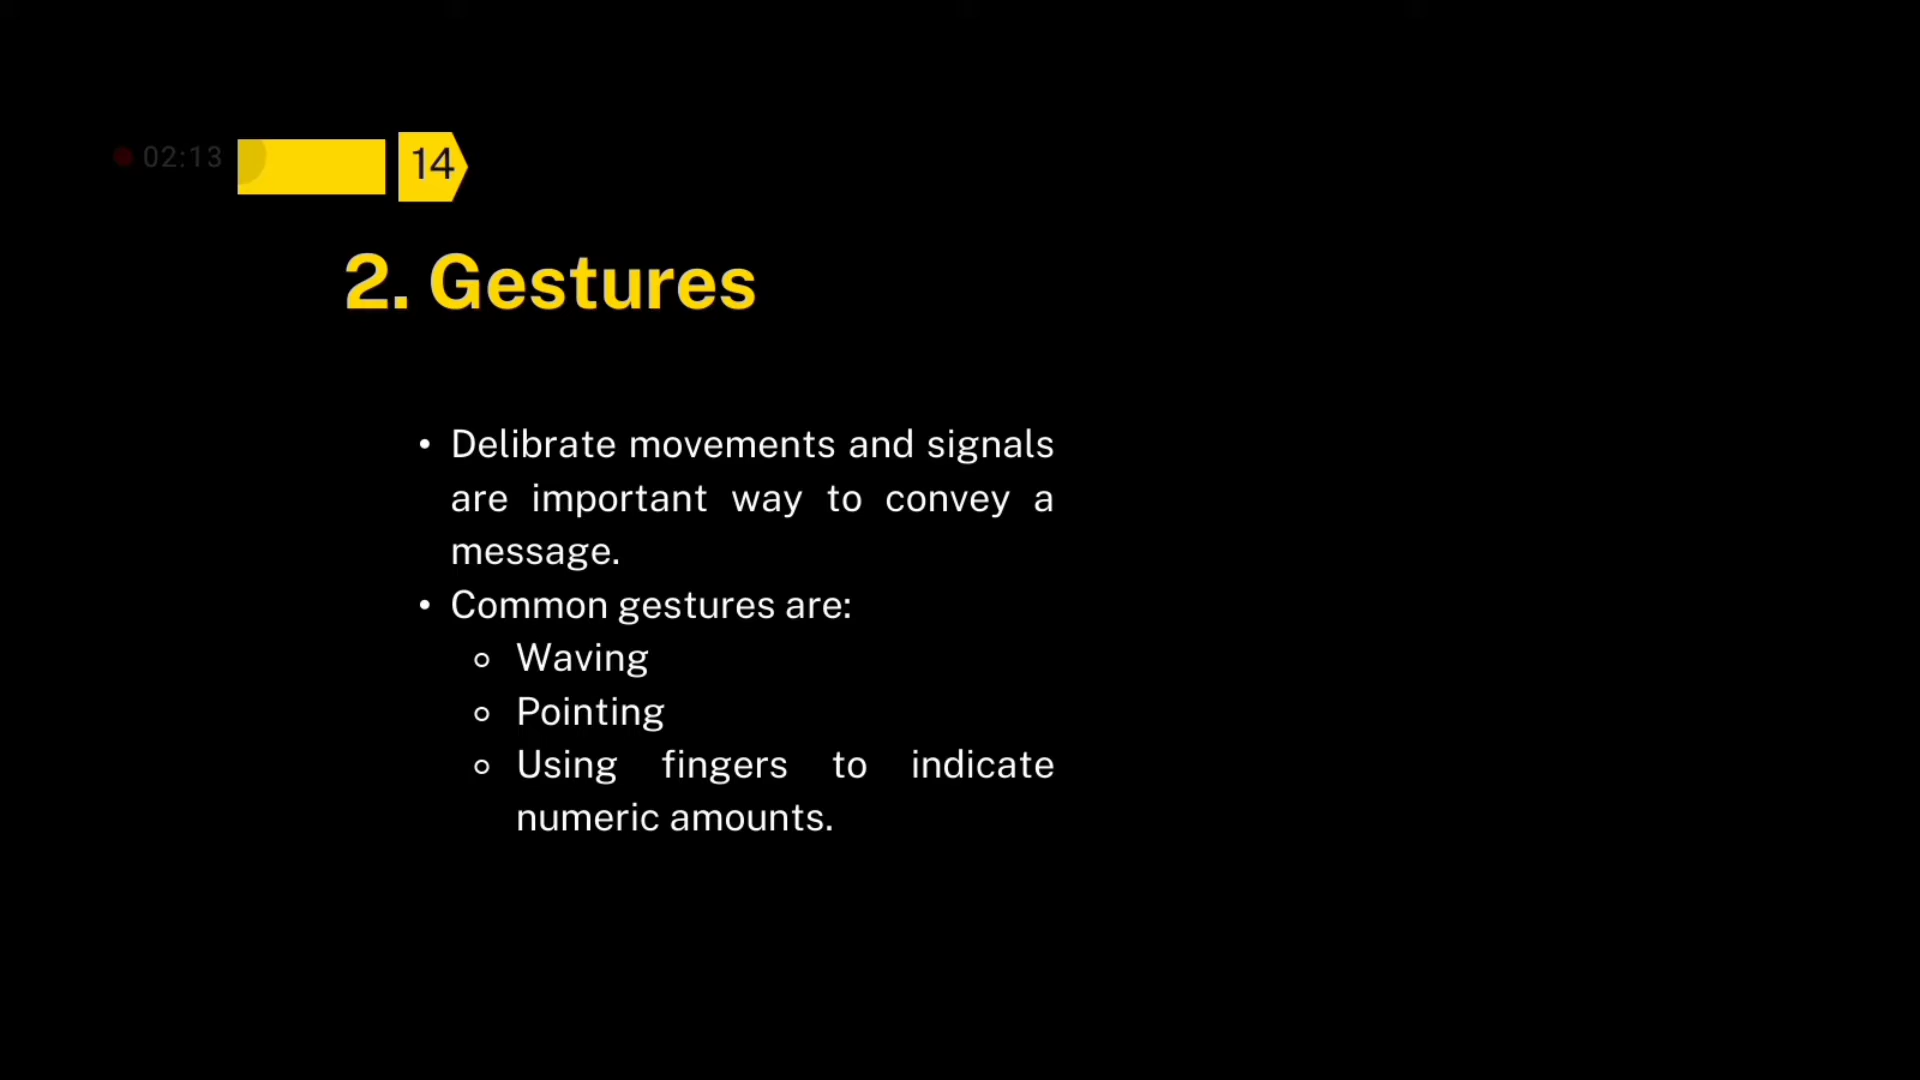 02:13
14
2. Gestures
• Delibrate movements and signals
are important way to convey a
message.
• Common gestures are:
○ Waving
○ Pointing
○ Using fingers to indicate
numeric amounts.